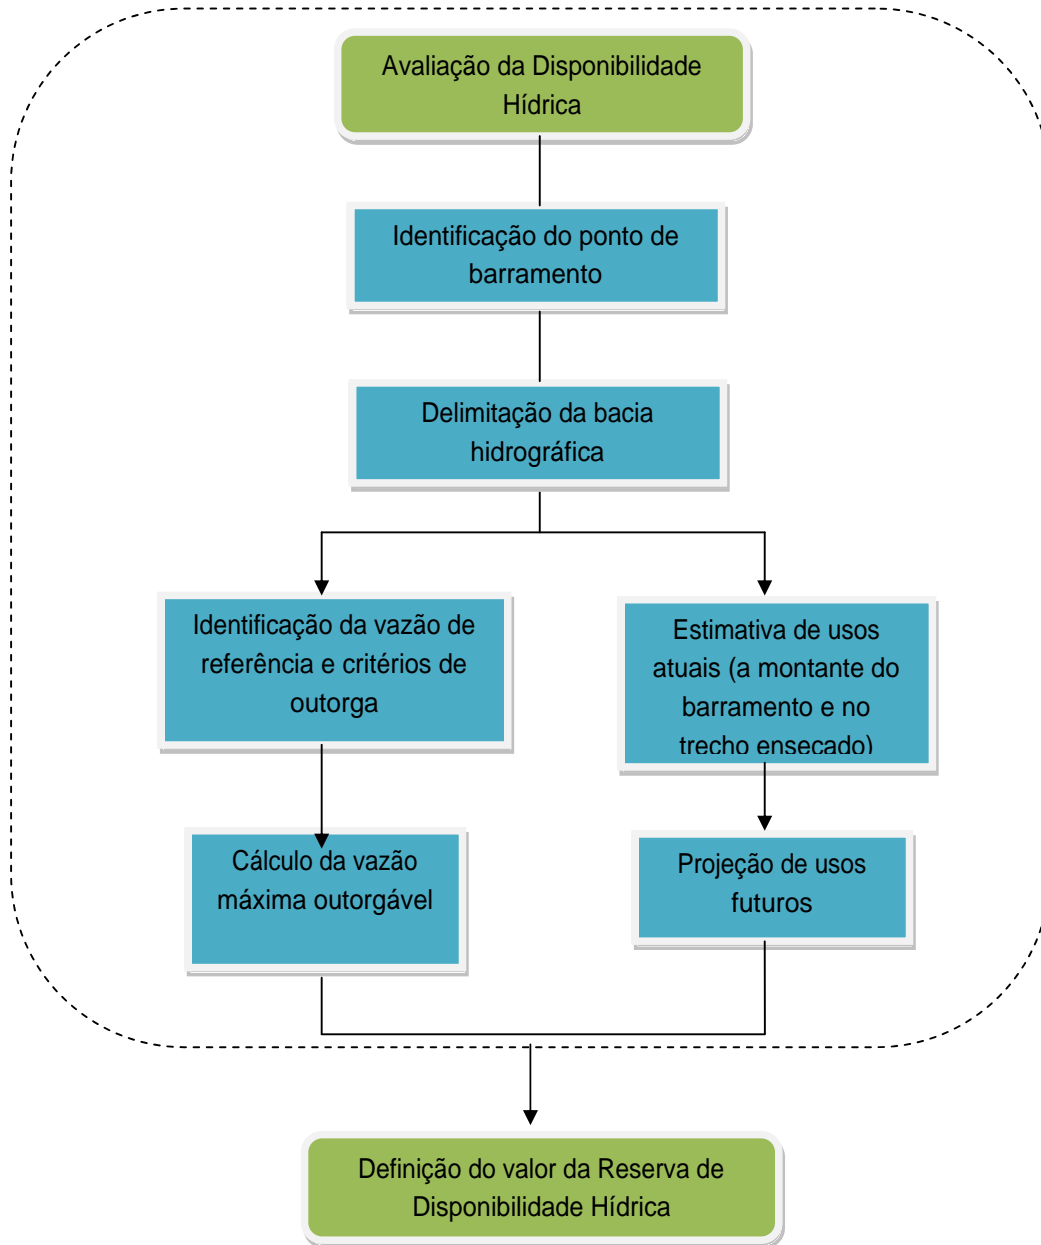 Avaliação da Disponibilidade
Hídrica
Identificação do ponto de
barramento
Delimitação da bacia
hidrográfica
Identificação da vazão de
referência e critérios de
outorga
Estimativa de usos
atuais (a montante do
barramento e no
trecho ensecado)
Cálculo da vazão
máxima outorgável
Projeção de usos
futuros
Definição do valor da Reserva de
Disponibilidade Hídrica